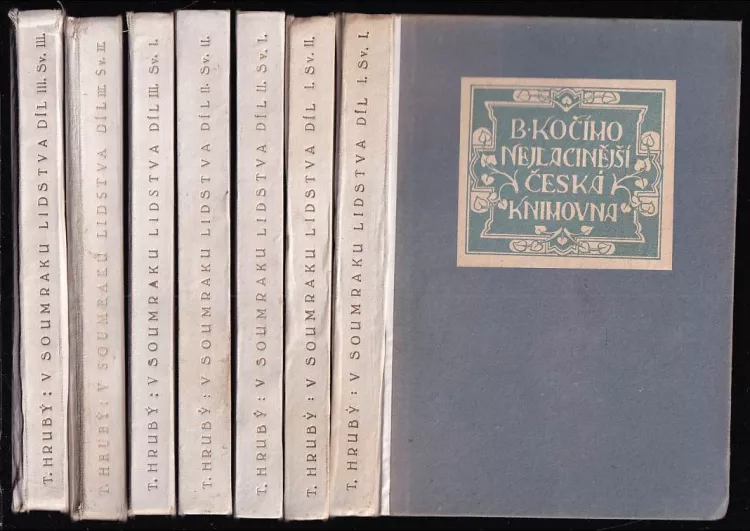 T. HRUBÝ: V SOUMRAKU LIDSTVA DÍL III. Sv. III.
T. HRUBÝ: V SOUMRAKU LIDSTVA DÍL III. Sv. II.
T. HRUBÝ: V SOUMRAKU LIDSTVA DÍL III. Sv. I.
T. HRUBÝ: V SOUMRAKU LIDSTVA DÍL II. Sv. II.
T. HRUBÝ: V SOUMRAKU LIDSTVA DÍL II. Sv. I.
T. HRUBÝ: V SOUMRAKU LIDSTVA DÍL I. Sv. II.
T. HRUBÝ: V SOUMRAKU LIDSTVA DÍL I. Sv. I.
B·KOČÍHO
NEJLACINĚJŠÍ
ČESKÁ
KNIHOVNA